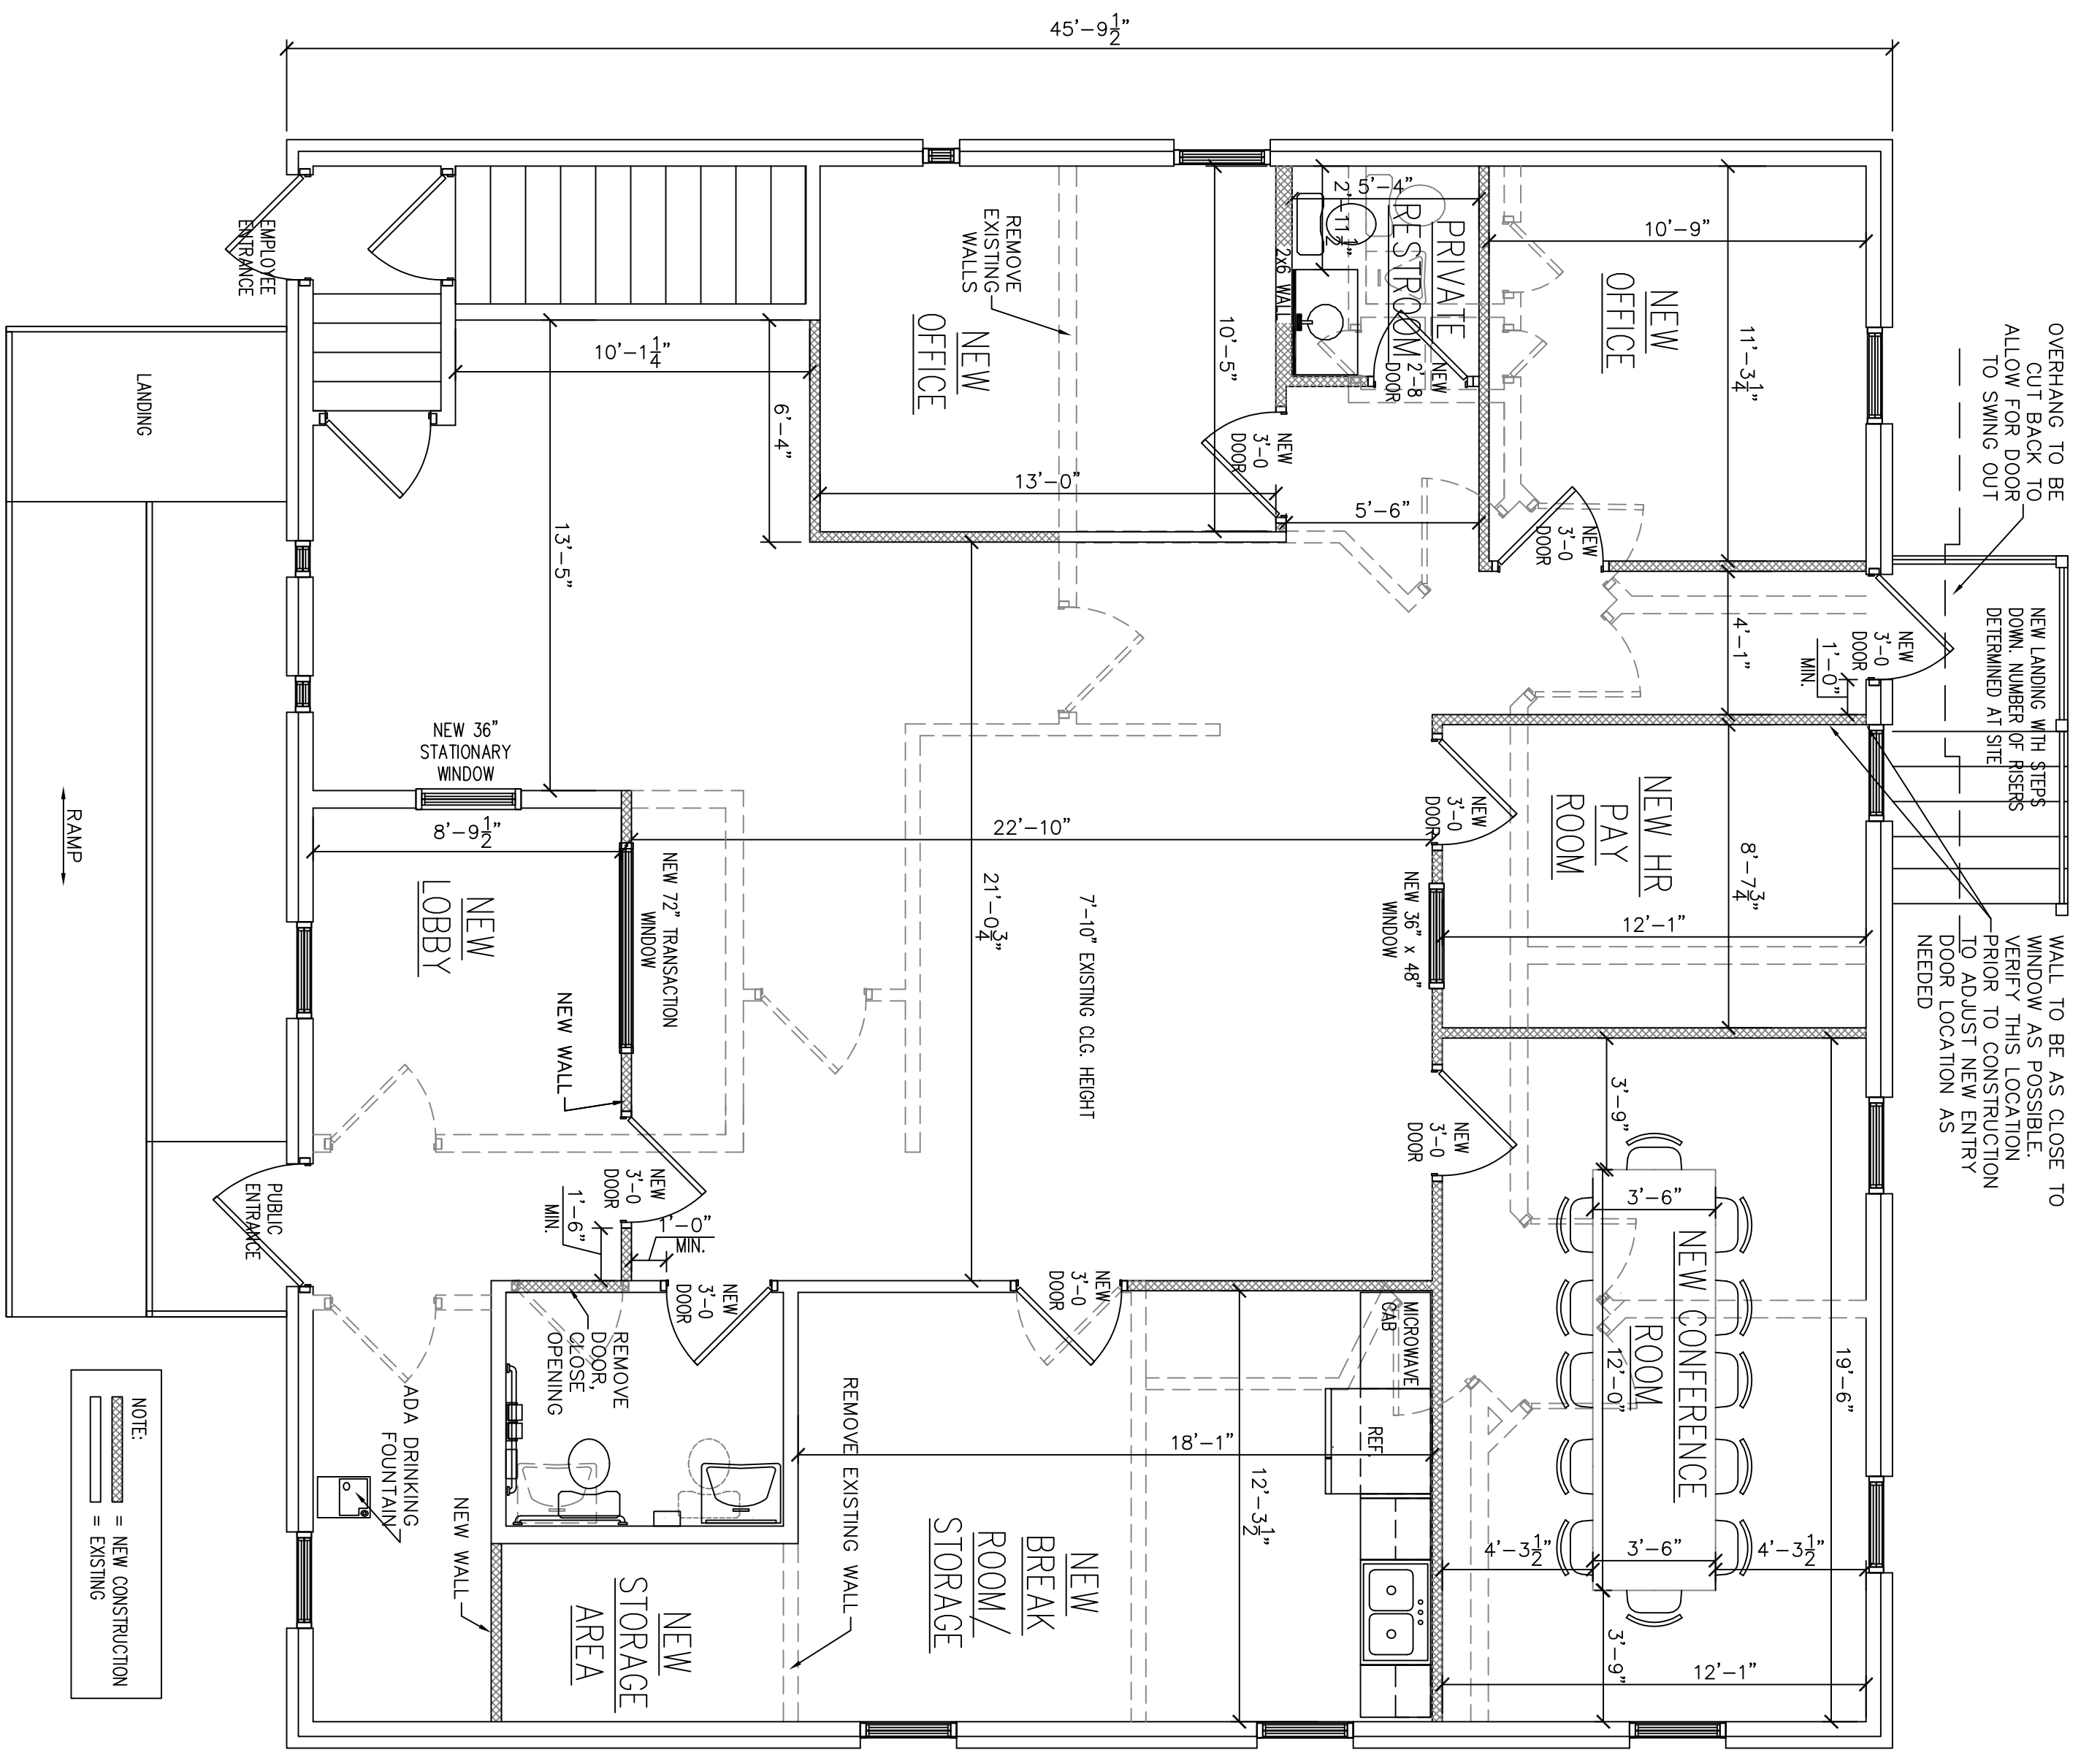 45'-9 1/2"
EMPLOYEE
ENTRANCE
LANDING
RAMP
REMOVE
EXISTING
WALLS
NEW
OFFICE
10'-5"
13'-0"
10'-1 1/4"
6'-4"
13'-5"
2x6 WALL
5'-4"
2'-11 1/2"
PRIVATE
RESTROOM
NEW
2'-8
DOOR
NEW
3'-0
DOOR
5'-6"
NEW
OFFICE
10'-9"
11'-3 1/4"
NEW
3'-0
DOOR
OVERHANG TO BE
CUT BACK TO
ALLOW FOR DOOR
TO SWING OUT
NEW LANDING WITH STEPS
DOWN. NUMBER OF RISERS
DETERMINED AT SITE
NEW
3'-0
DOOR
1'-0"
MIN.
4'-1"
WALL TO BE AS CLOSE TO
WINDOW AS POSSIBLE.
VERIFY THIS LOCATION
PRIOR TO CONSTRUCTION
TO ADJUST NEW ENTRY
DOOR LOCATION AS
NEEDED
NEW HR
PAY
ROOM
8'-7 3/4"
12'-1"
NEW
3'-0
DOOR
NEW 36" x 48"
WINDOW
NEW 36"
STATIONARY
WINDOW
8'-9 1/2"
22'-10"
NEW
LOBBY
NEW 72" TRANSACTION
WINDOW
NEW WALL
21'-0 3/4"
7'-10" EXISTING CLG. HEIGHT
NEW
3'-0
DOOR
1'-6"
MIN.
1'-0"
MIN.
PUBLIC
ENTRANCE
NEW
3'-0
DOOR
NEW
3'-0
DOOR
NEW
3'-0
DOOR
REMOVE
DOOR,
CLOSE
OPENING
ADA DRINKING
FOUNTAIN
NEW WALL
REMOVE EXISTING WALL
NEW
STORAGE
AREA
NEW
BREAK
ROOM/
STORAGE
18'-1"
12'-3 1/2"
MICROWAVE
CAB
REF.
3'-9"
3'-6"
NEW CONFERENCE
ROOM
12'-0"
19'-6"
4'-3 1/2"
3'-6"
4'-3 1/2"
3'-9"
12'-1"
NOTE:
= NEW CONSTRUCTION
= EXISTING